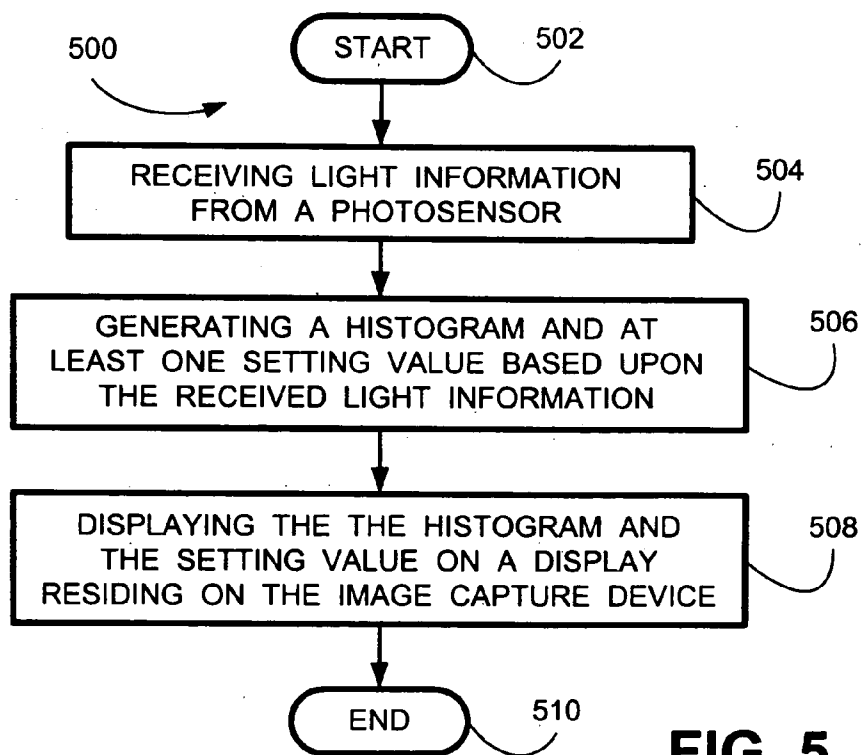 500
START
502
RECEIVING LIGHT INFORMATION
FROM A PHOTOSENSOR
504
GENERATING A HISTOGRAM AND AT
LEAST ONE SETTING VALUE BASED UPON
THE RECEIVED LIGHT INFORMATION
506
DISPLAYING THE THE HISTOGRAM AND
THE SETTING VALUE ON A DISPLAY
RESIDING ON THE IMAGE CAPTURE DEVICE
508
END
510
FIG. 5